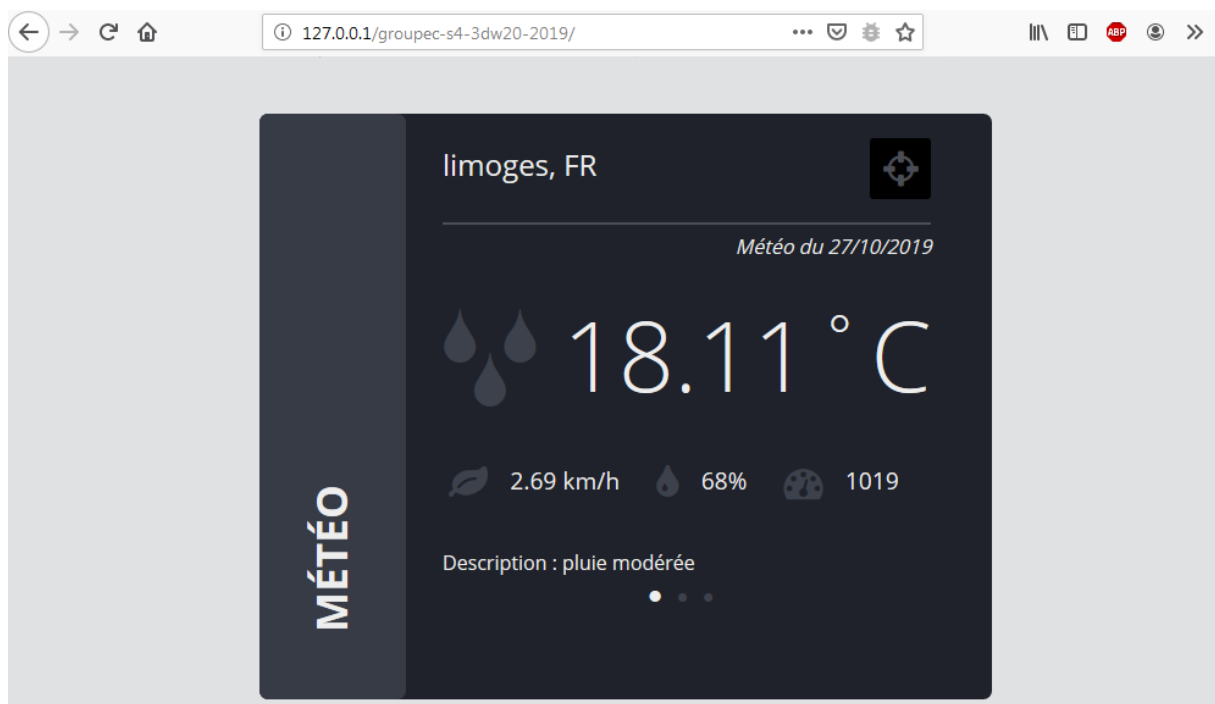 127.0.0.1/groupec-s4-3dw20-2019/
ABP
limoges, FR
Météo du 27/10/2019
18.11 ° C
2.69 km/h 68% 1019
Description : pluie modérée
MÉTÉO